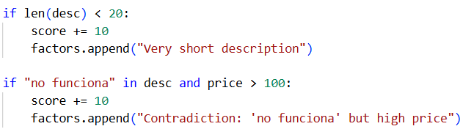 if len(desc) < 20:
    score += 10
    factors.append("Very short description")

if "no funciona" in desc and price > 100:
    score += 10
    factors.append("Contradiction: 'no funciona' but high price")